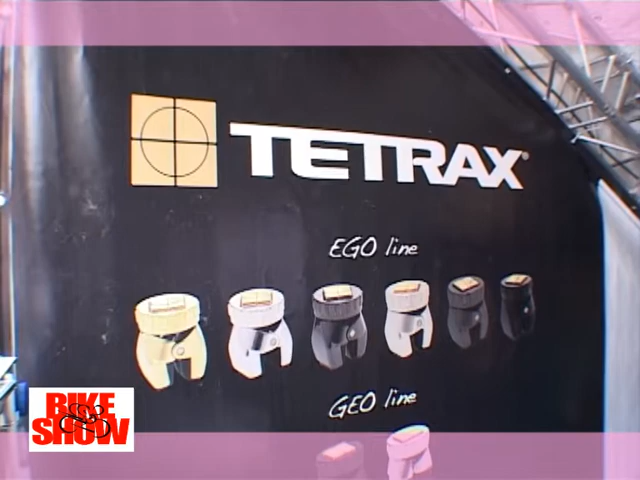 TETRAX®
EGO line
GEO line
BIKE
SHOW